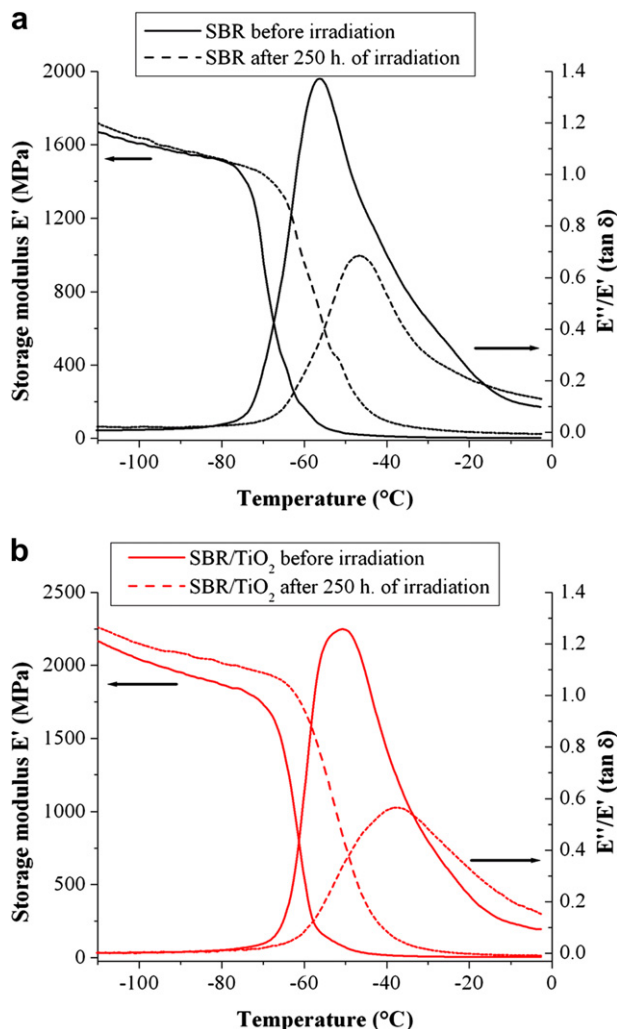 a
SBR before irradiation
SBR after 250 h. of irradiation
2000
1600
1200
800
400
0
Storage modulus E' (MPa)
1.4
1.2
1.0
0.8
0.6
0.4
0.2
0.0
E''/E' (tan δ)
-100 -80 -60 -40 -20 0
Temperature (°C)
b
SBR/TiO₂ before irradiation
SBR/TiO₂ after 250 h. of irradiation
2500
2000
1500
1000
500
0
Storage modulus E' (MPa)
1.4
1.2
1.0
0.8
0.6
0.4
0.2
0.0
E''/E' (tan δ)
-100 -80 -60 -40 -20 0
Temperature (°C)